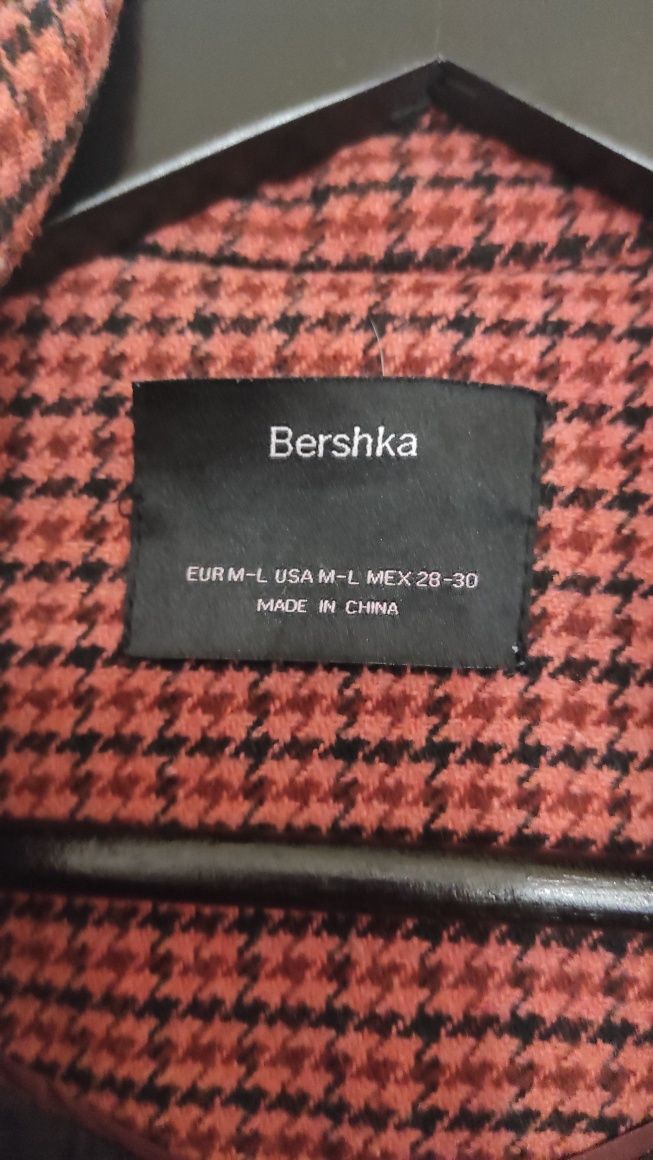 Bershka
EUR M-L USA M-L MEX 28-30
MADE IN CHINA